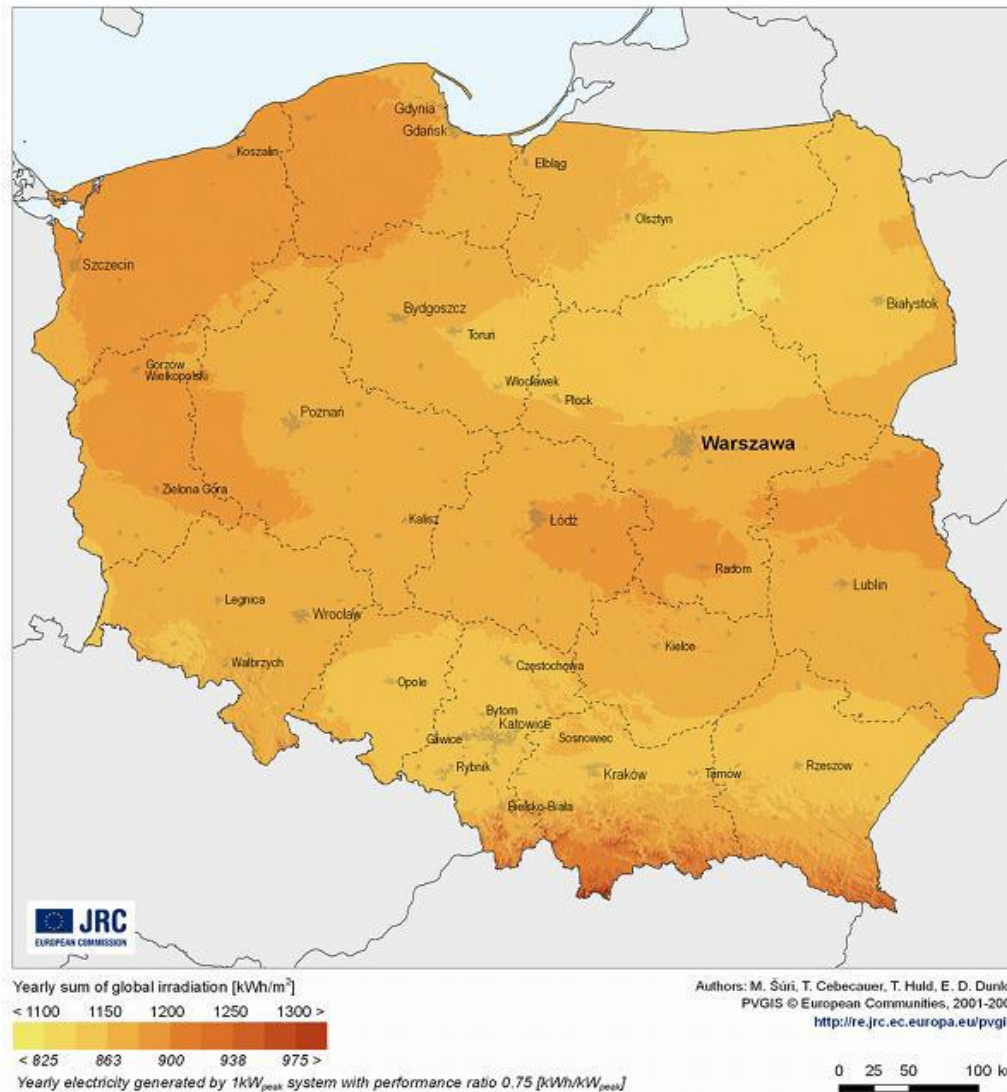 Gdynia
Gdańsk
Koszalin
Elbląg
Olsztyn
Szczecin
Bydgoszcz
Białystok
Toruń
Gorzów
Wielkopolski
Włocławek
Płock
Poznań
Warszawa
Zielona Góra
Kalisz
Łódź
Radom
Lublin
Legnica
Wrocław
Kielce
Wałbrzych
Częstochowa
Opole
Bytom
Katowice
Gliwice
Sosnowiec
Rybnik
Kraków
Tarnów
Rzeszow
Bielsko-Biała
JRC
EUROPEAN COMMISSION
Yearly sum of global irradiation [kWh/m²]
< 1100 1150 1200 1250 1300 >
< 825 863 900 938 975 >
Yearly electricity generated by 1kWpeak system with performance ratio 0.75 [kWh/kWpeak]
Authors: M. Šúri, T. Cebecauer, T. Huld, E. D. Dunlo
PVGIS © European Communities, 2001-200
http://re.jrc.ec.europa.eu/pvgi
0 25 50 100 k